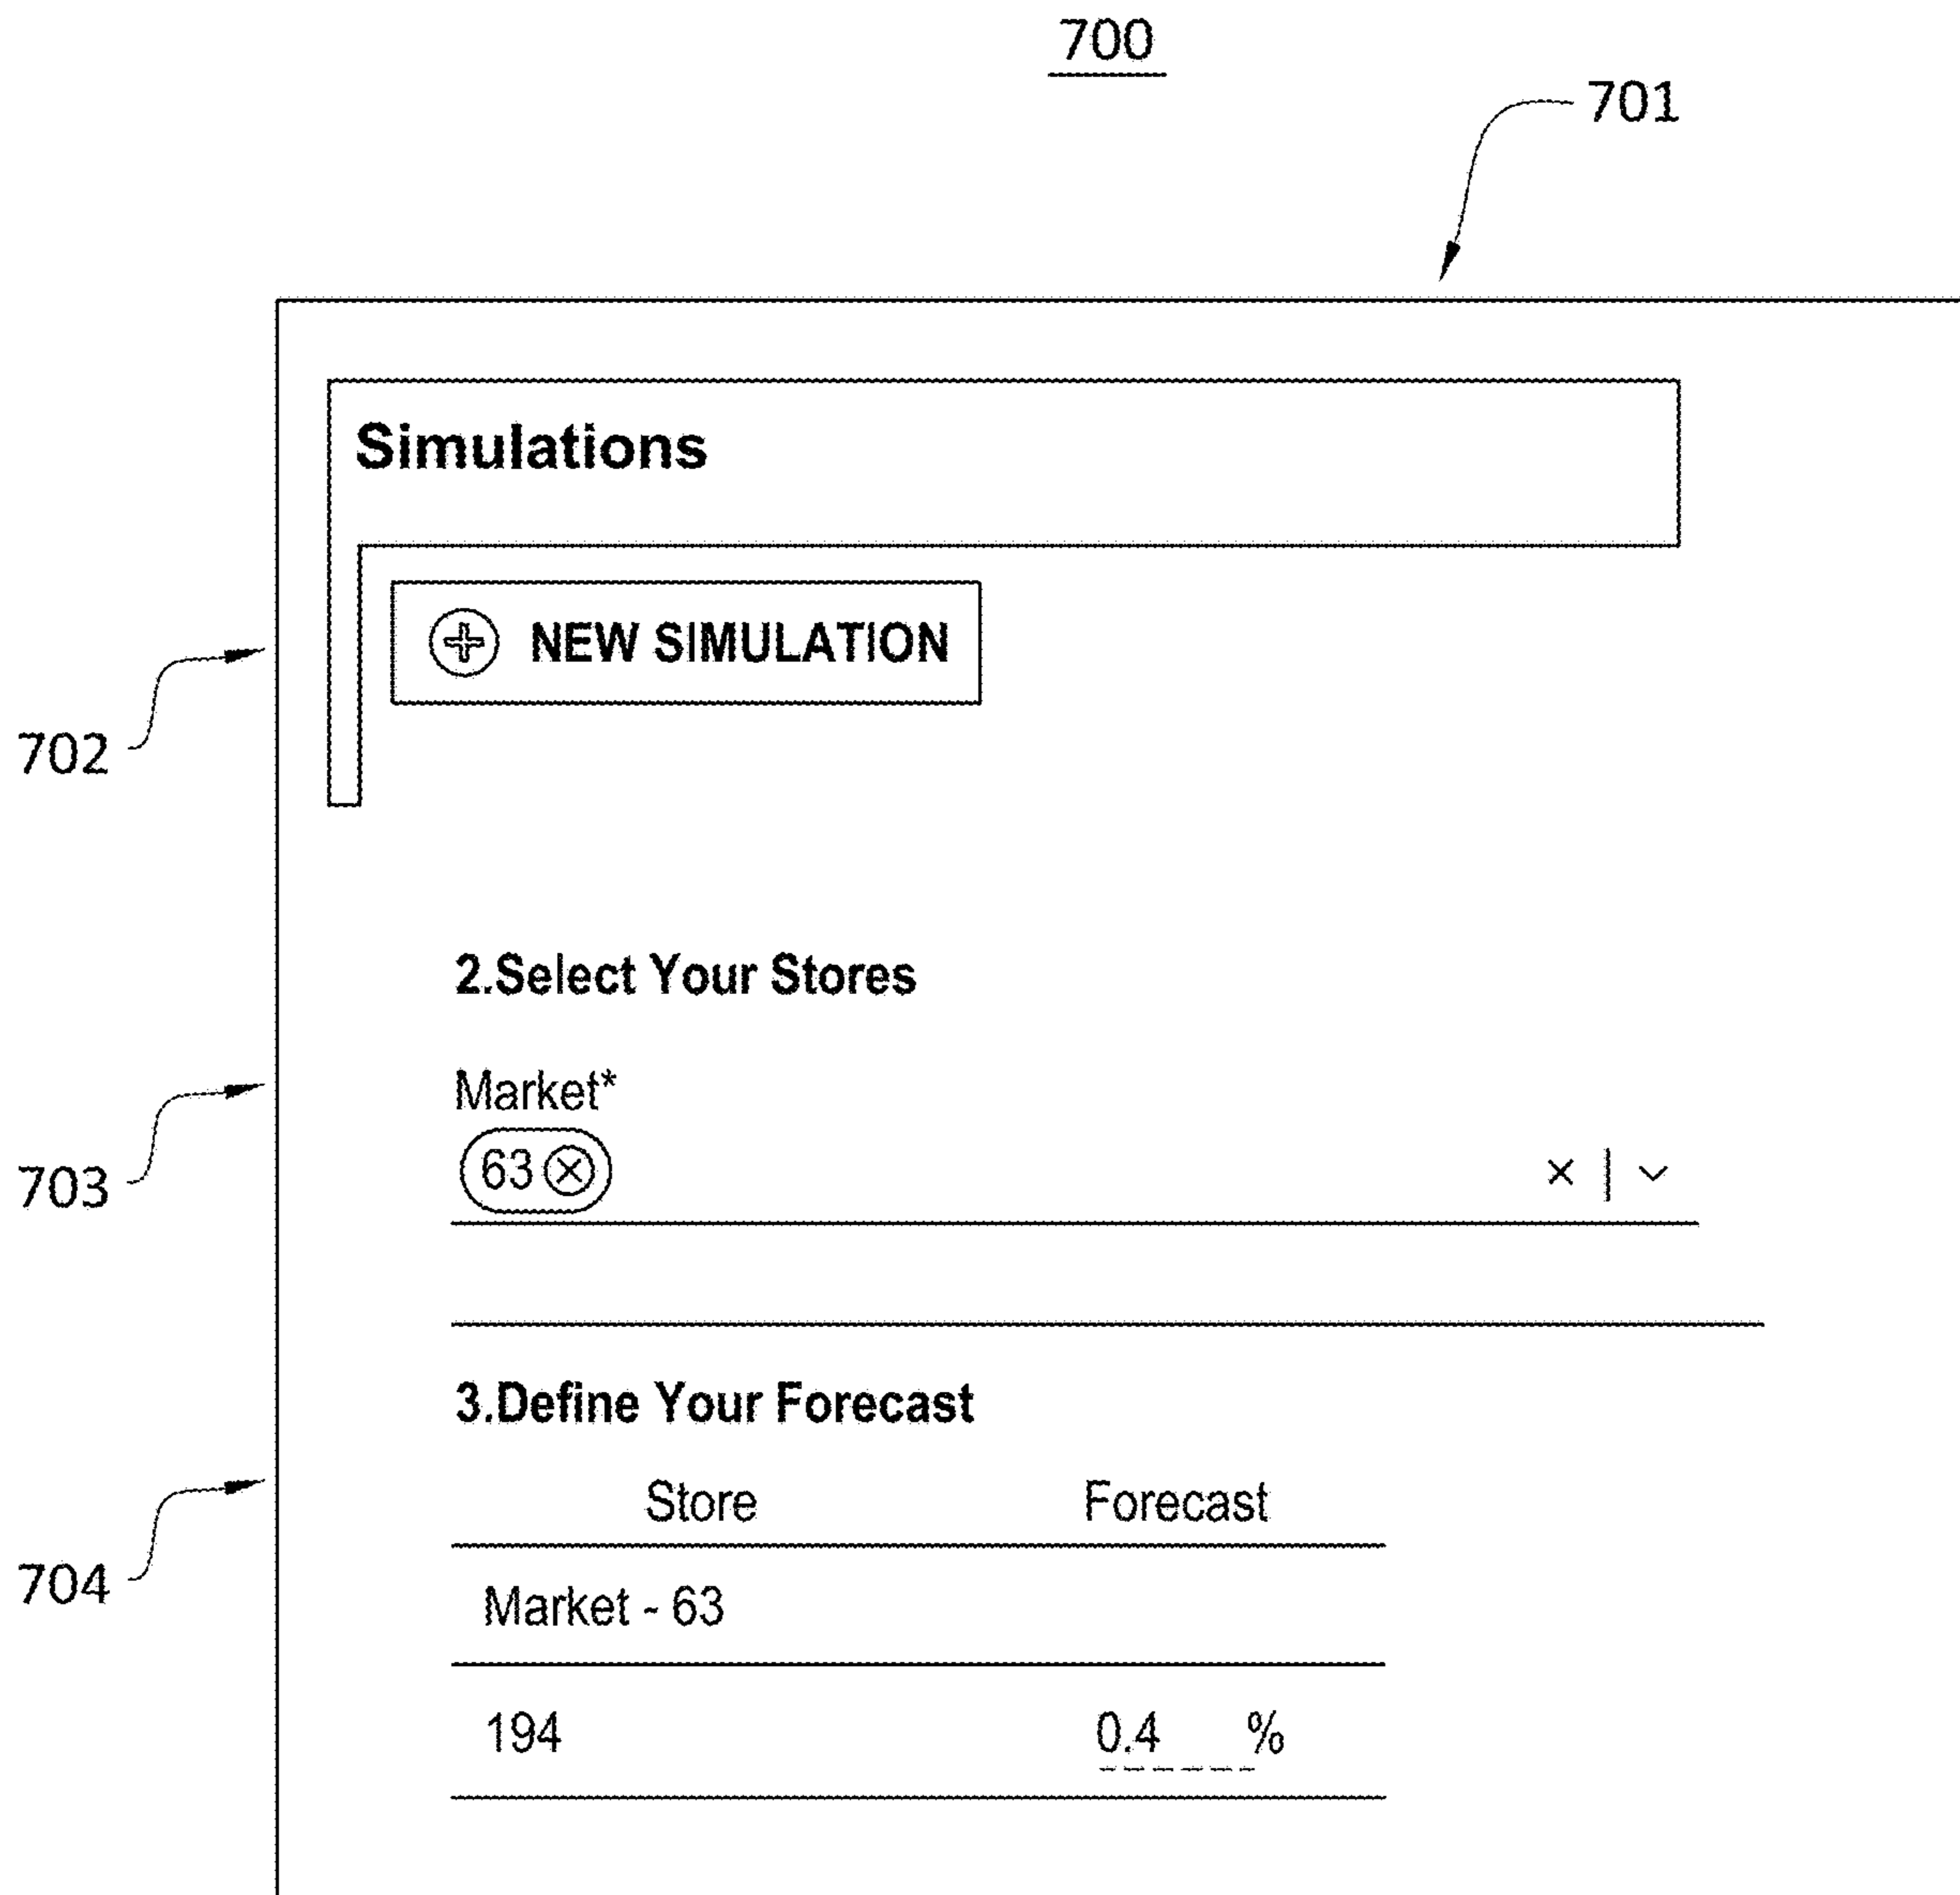 700
701
Simulations
NEW SIMULATION
702
2.Select Your Stores
Market*
703
63
3.Define Your Forecast
Store Forecast
704
Market - 63
194 0.4 %